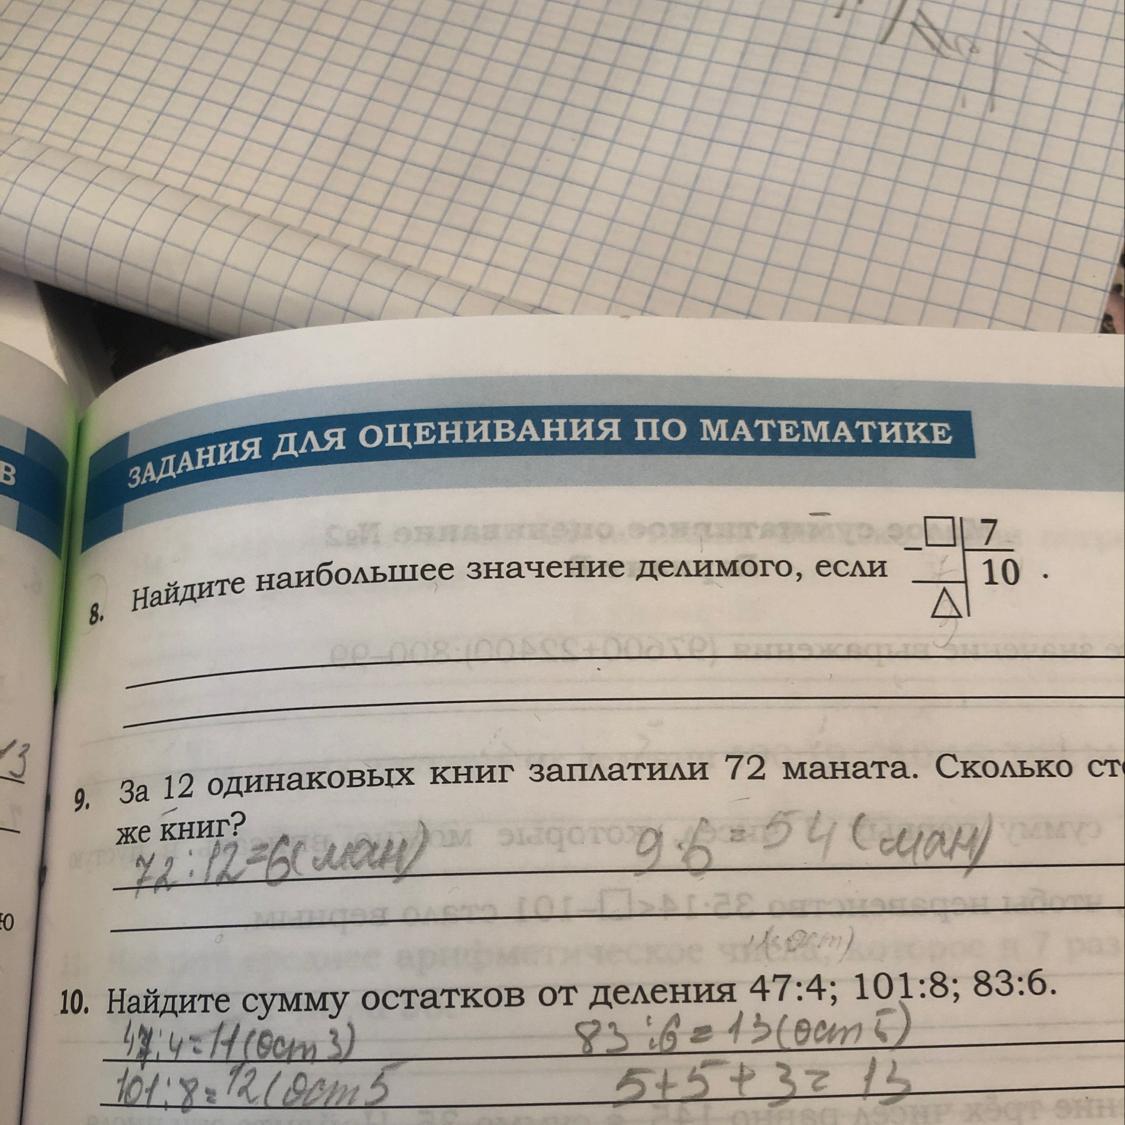 В
ЗАДАНИЯ ДЛЯ ОЦЕНИВАНИЯ ПО МАТЕМАТИКЕ
8. Найдите наибольшее значение делимого, если −□ 7
10 .
△
13
9. За 12 одинаковых книг заплатили 72 маната. Сколько сто
же книг?
72:12=6(ман) 9·6=54(ман)
ю
10. Найдите сумму остатков от деления 47:4; 101:8; 83:6.
47:4=11(ост 3) 83:6=13(ост 5)
101:8=12(ост 5 5+5+3=13